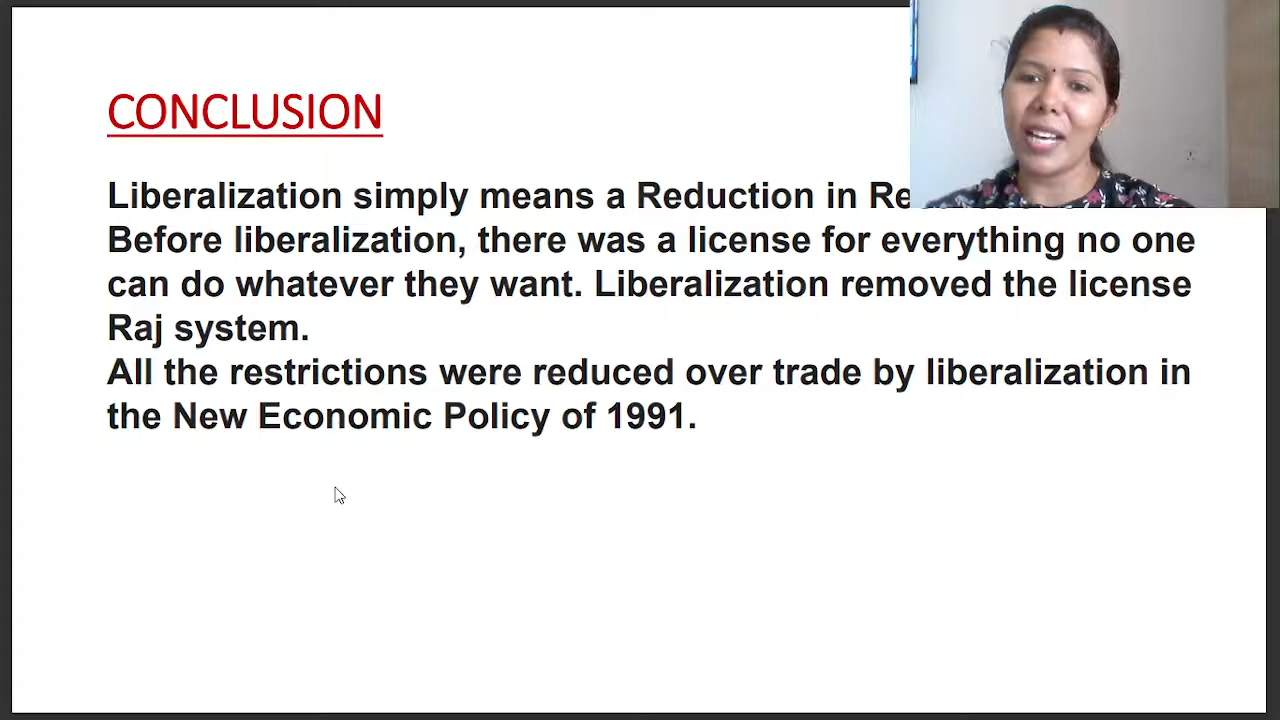 CONCLUSION
Liberalization simply means a Reduction in
Before liberalization, there was a license for everything no one
can do whatever they want. Liberalization removed the license
Raj system.
All the restrictions were reduced over trade by liberalization in
the New Economic Policy of 1991.